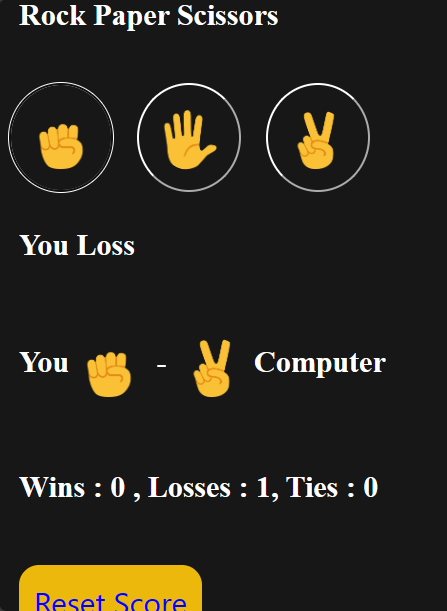 Rock Paper Scissors
You Loss
You - Computer
Wins : 0 , Losses : 1, Ties : 0
Reset Score